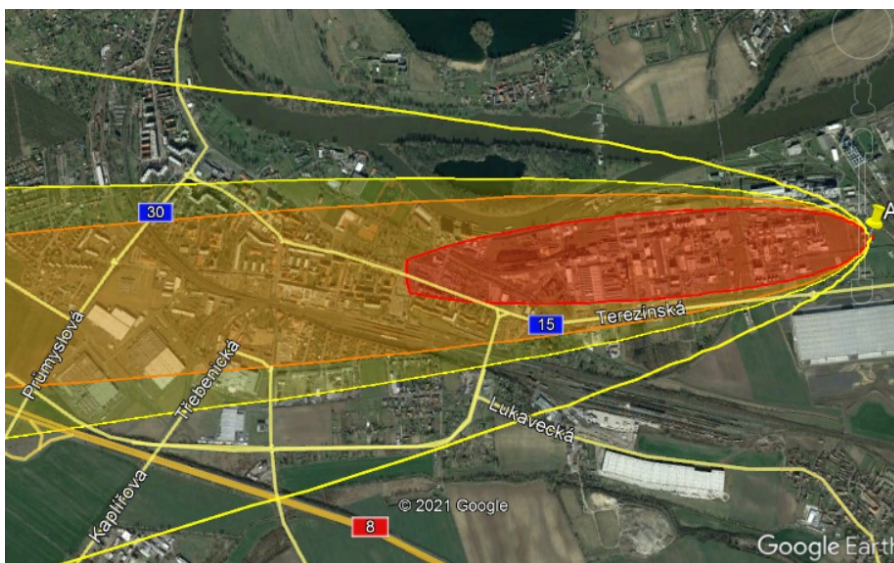 A
30
15
Terezínská
Průmyslová
Třebenická
Lukavecká
Kaplířova
© 2021 Google
8
Google Earth